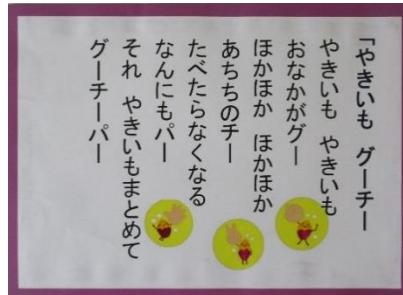 「やきいも　グーチー
やきいも　やきいも
おなかがグー
ほかほか　ほかほか
あちちのチー
たべたらなくなる
なんにもパー
それ　やきいもまとめて
グーチーパー